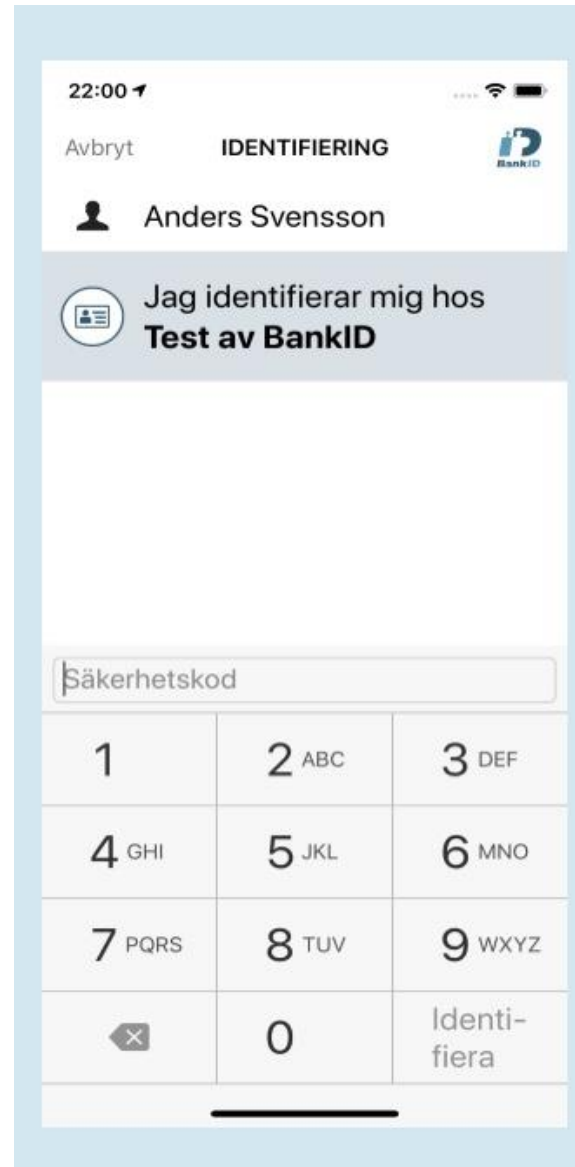 22:00
Avbryt IDENTIFIERING BankID
Anders Svensson
Jag identifierar mig hos
Test av BankID
Säkerhetskod
1 2 ABC 3 DEF
4 GHI 5 JKL 6 MNO
7 PQRS 8 TUV 9 WXYZ
0 Identi-
fiera